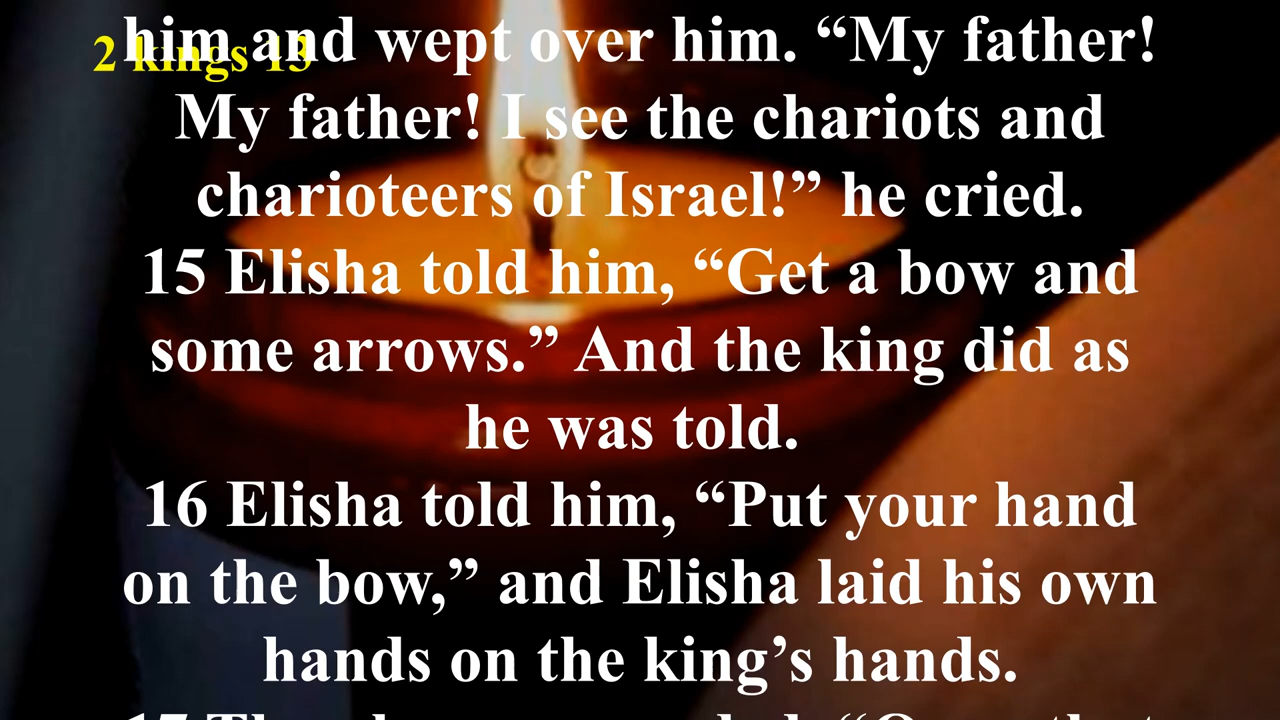 2 kings 13
him and wept over him. “My father!
My father! I see the chariots and
charioteers of Israel!” he cried.
15 Elisha told him, “Get a bow and
some arrows.” And the king did as
he was told.
16 Elisha told him, “Put your hand
on the bow,” and Elisha laid his own
hands on the king’s hands.